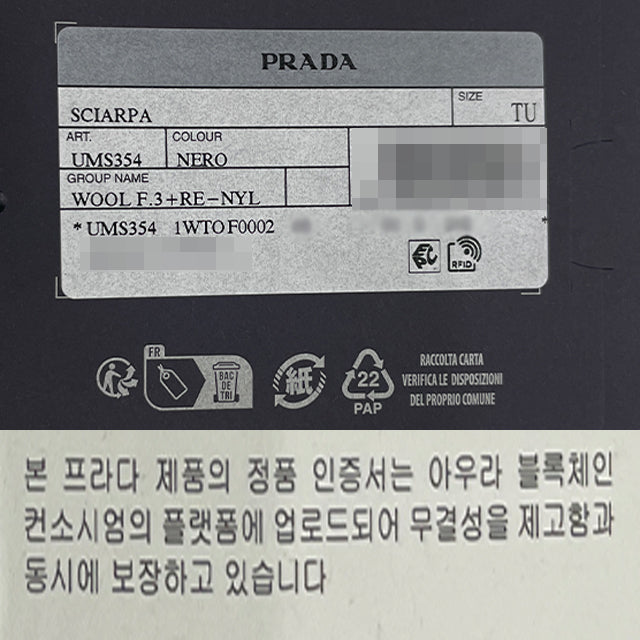 PRADA
SCIARPA
SIZE
TU
ART.
UMS354
COLOUR
NERO
GROUP NAME
WOOL F.3+RE-NYL
* UMS354 1WTO F0002
*
EPC
RFID
FR
BAC
DE
TRI
紙
22
PAP
RACCOLTA CARTA
VERIFICA LE DISPOSIZIONI
DEL PROPRIO COMUNE
본 프라다 제품의 정품 인증서는 아우라 블록체인
컨소시엄의 플랫폼에 업로드되어 무결성을 제고함과
동시에 보장하고 있습니다